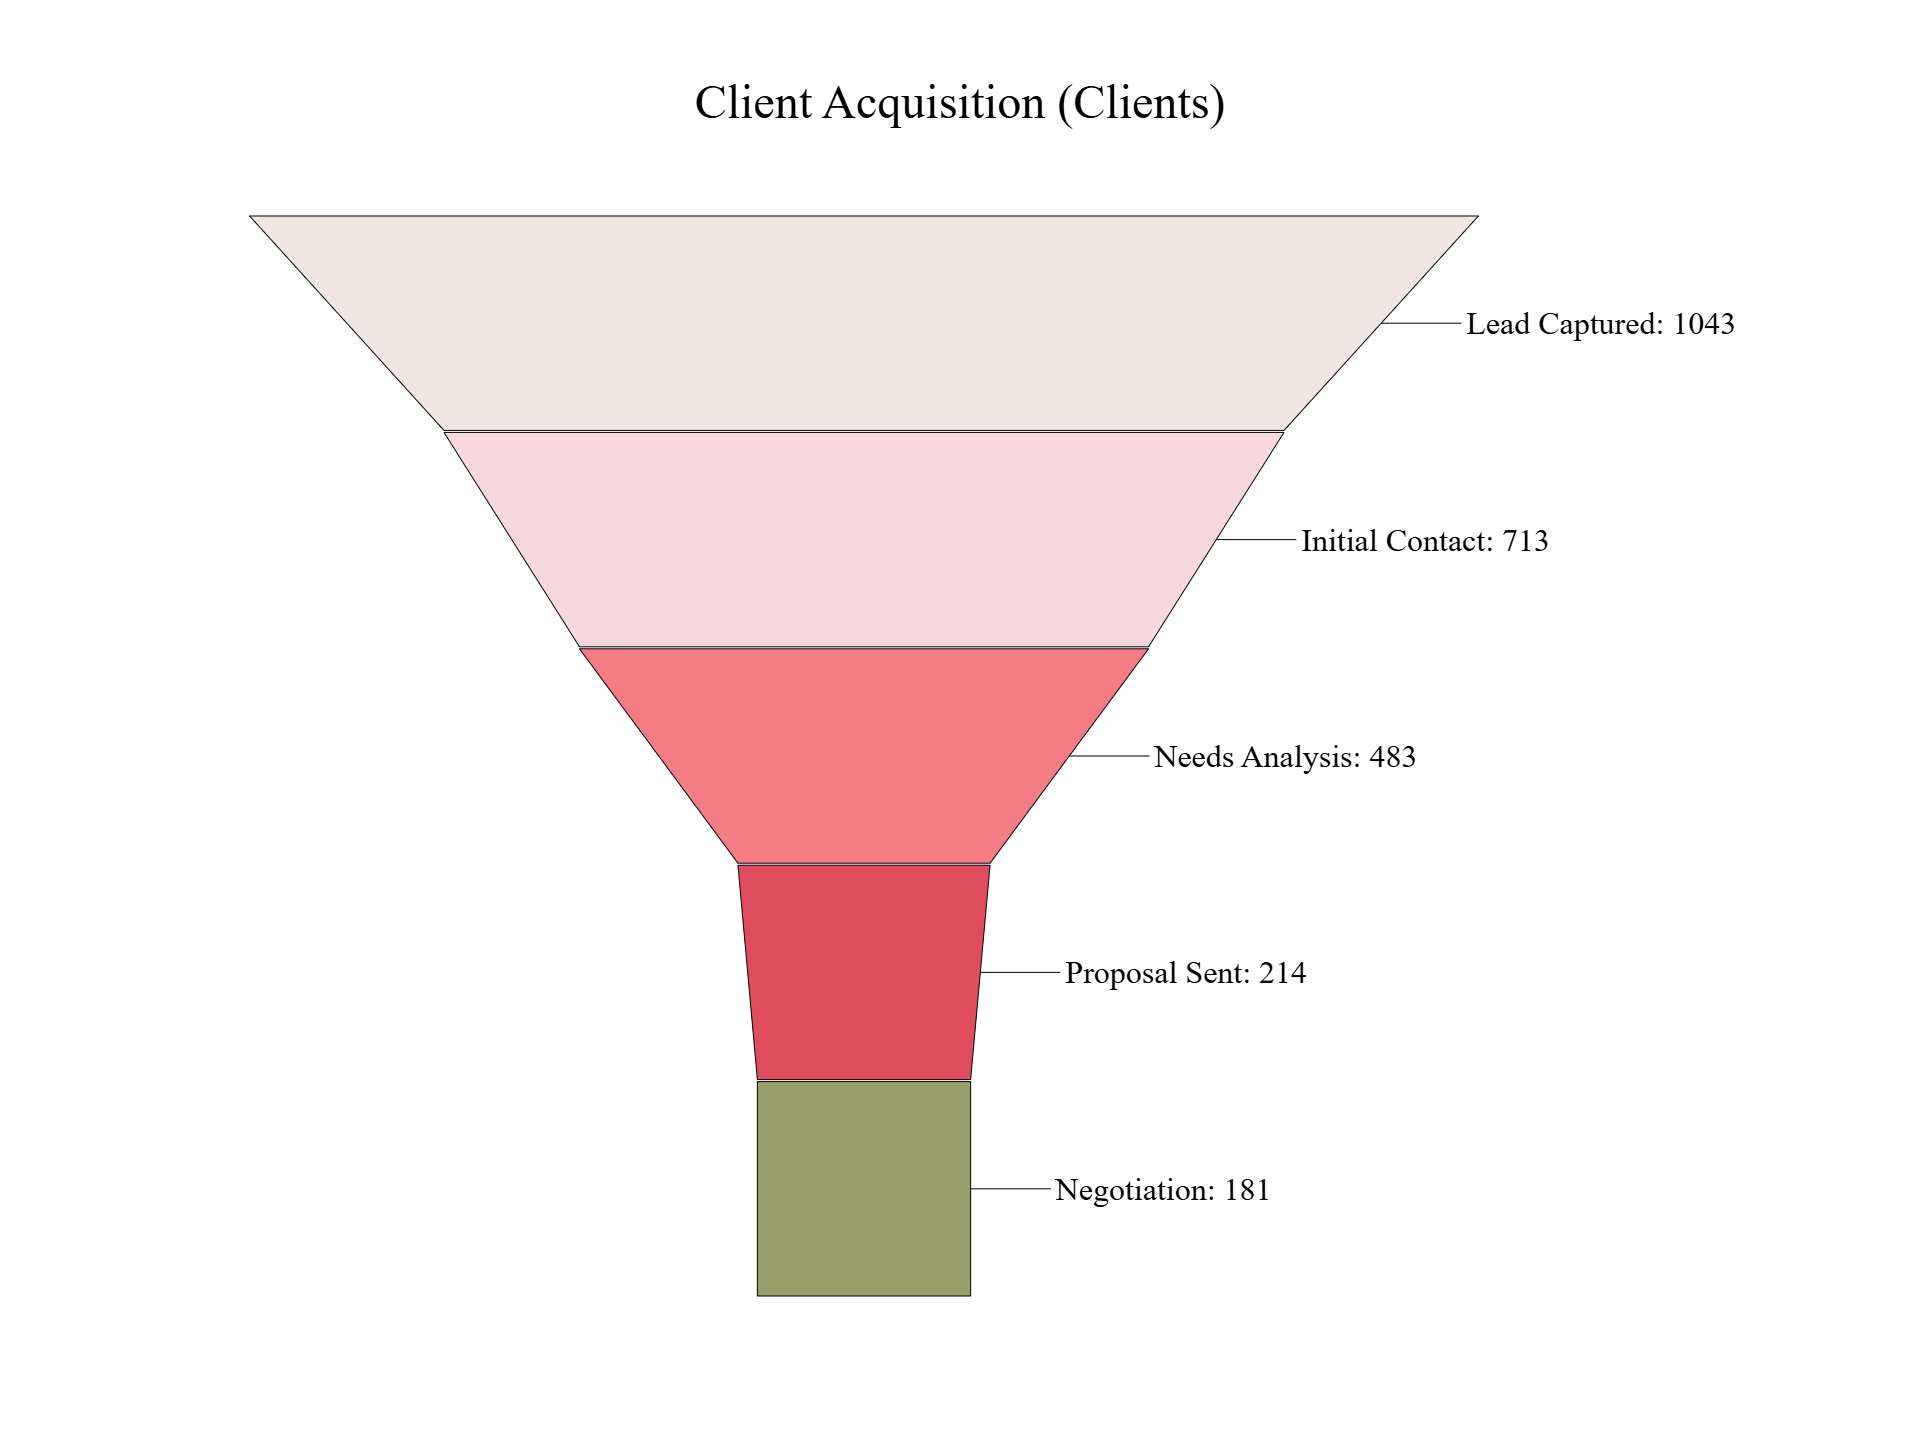 Client Acquisition (Clients)
Lead Captured: 1043
Initial Contact: 713
Needs Analysis: 483
Proposal Sent: 214
Negotiation: 181